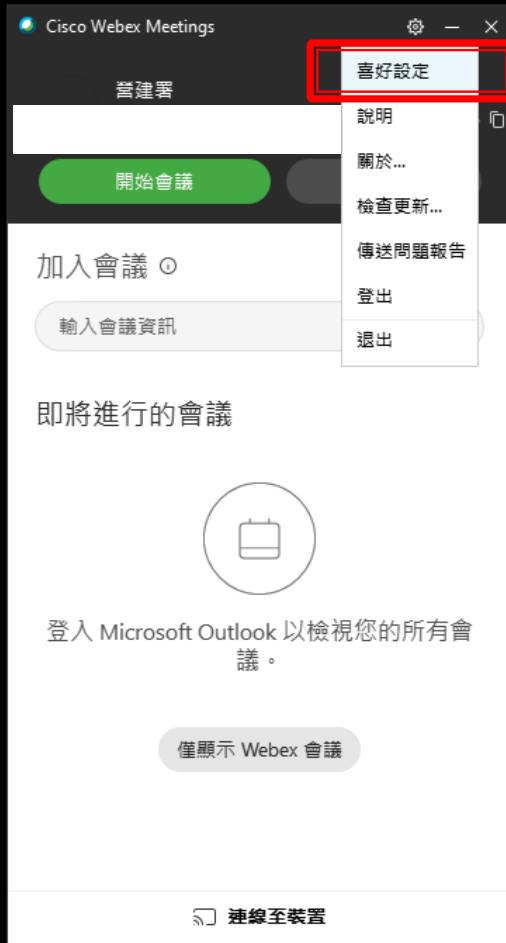 Cisco Webex Meetings
營建署
喜好設定
說明
關於...
檢查更新...
傳送問題報告
登出
退出
開始會議
加入會議
輸入會議資訊
即將進行的會議
登入 Microsoft Outlook 以檢視您的所有會
議。
僅顯示 Webex 會議
連線至裝置